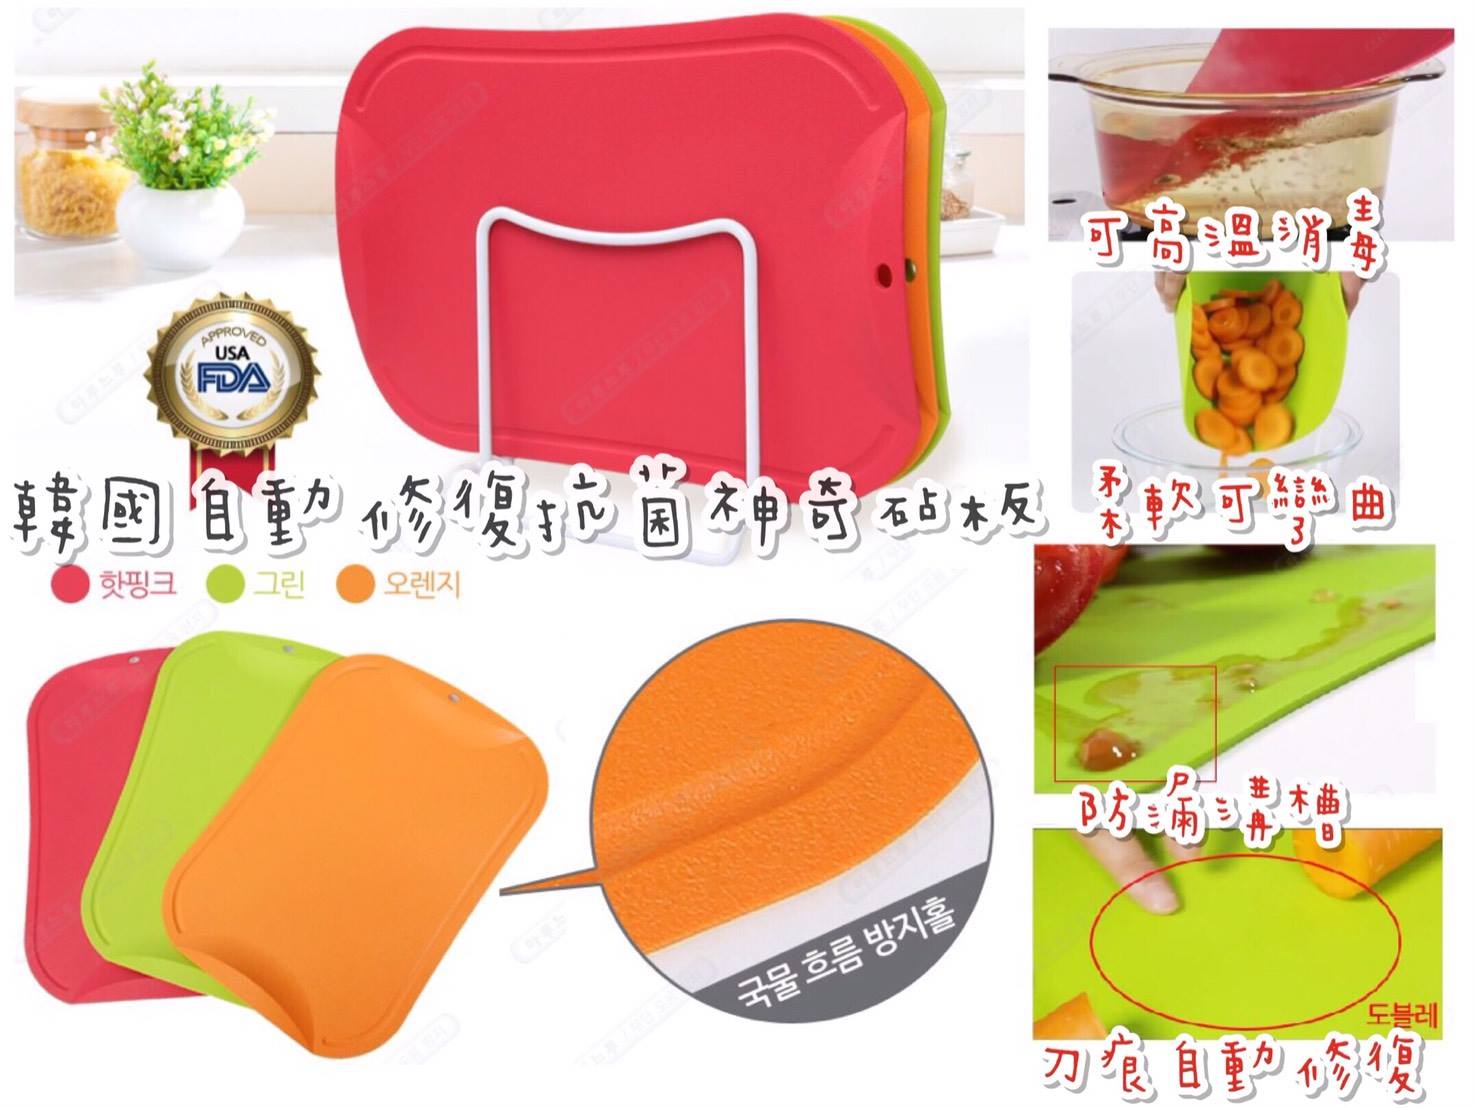 APPROVED
USA
FDA
韓國自動修復抗菌神奇砧板
핫핑크 그린 오렌지
국물 흐름 방지홀
可高溫消毒
柔軟可彎曲
防漏溝槽
도블레
刀痕自動修復